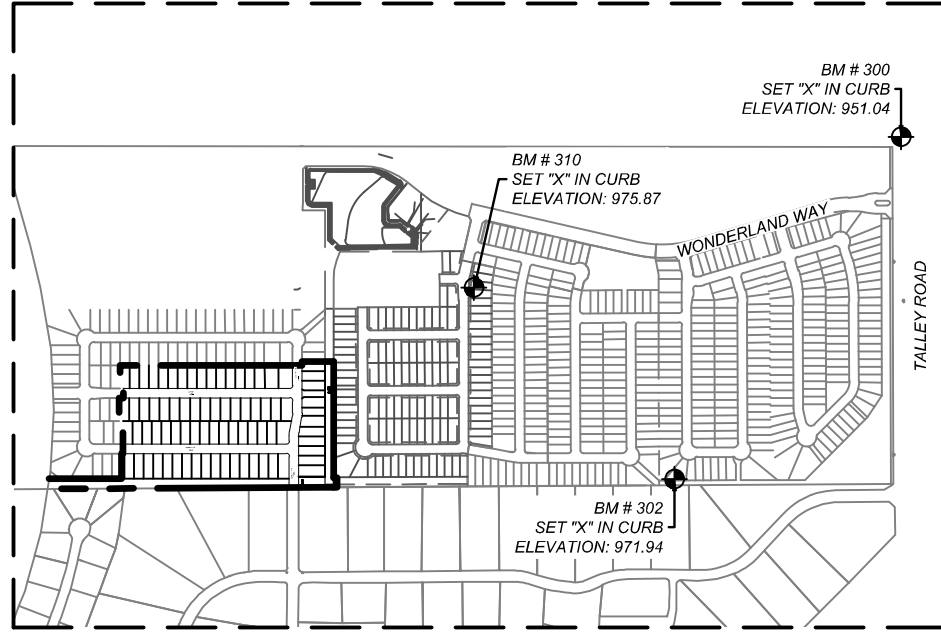 BM # 300
SET "X" IN CURB
ELEVATION: 951.04
BM # 310
SET "X" IN CURB
ELEVATION: 975.87
WONDERLAND WAY
TALLEY ROAD
BM # 302
SET "X" IN CURB
ELEVATION: 971.94